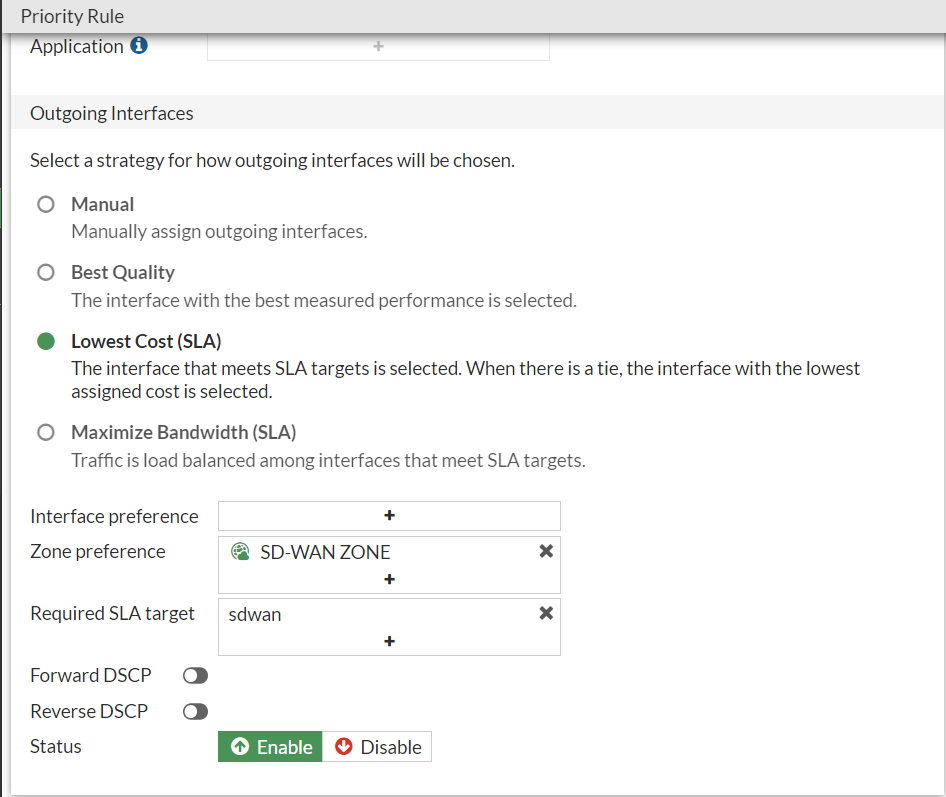 Priority Rule
Application
+
Outgoing Interfaces
Select a strategy for how outgoing interfaces will be chosen.
Manual
Manually assign outgoing interfaces.
Best Quality
The interface with the best measured performance is selected.
Lowest Cost (SLA)
The interface that meets SLA targets is selected. When there is a tie, the interface with the lowest
assigned cost is selected.
Maximize Bandwidth (SLA)
Traffic is load balanced among interfaces that meet SLA targets.
Interface preference
+
Zone preference
SD-WAN ZONE
+
Required SLA target
sdwan
+
Forward DSCP
Reverse DSCP
Status
Enable
Disable